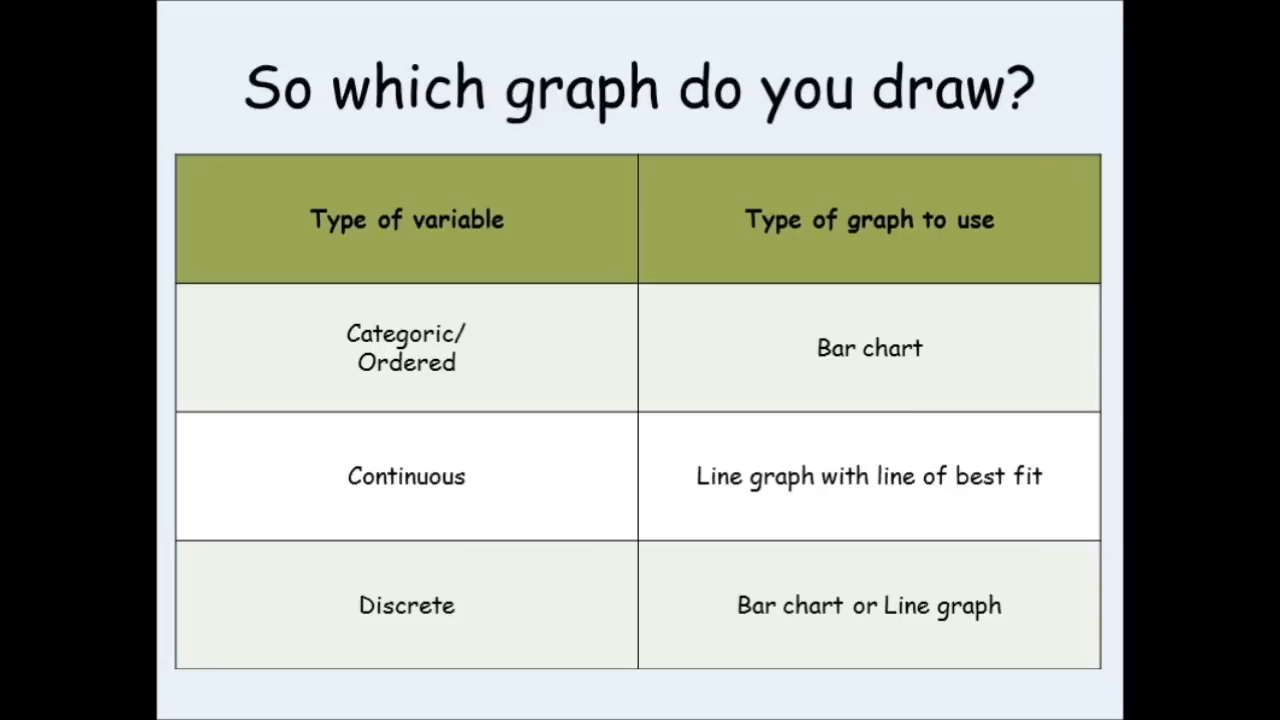 So which graph do you draw?
Type of variable
Type of graph to use
Categoric/
Ordered
Bar chart
Continuous
Line graph with line of best fit
Discrete
Bar chart or Line graph